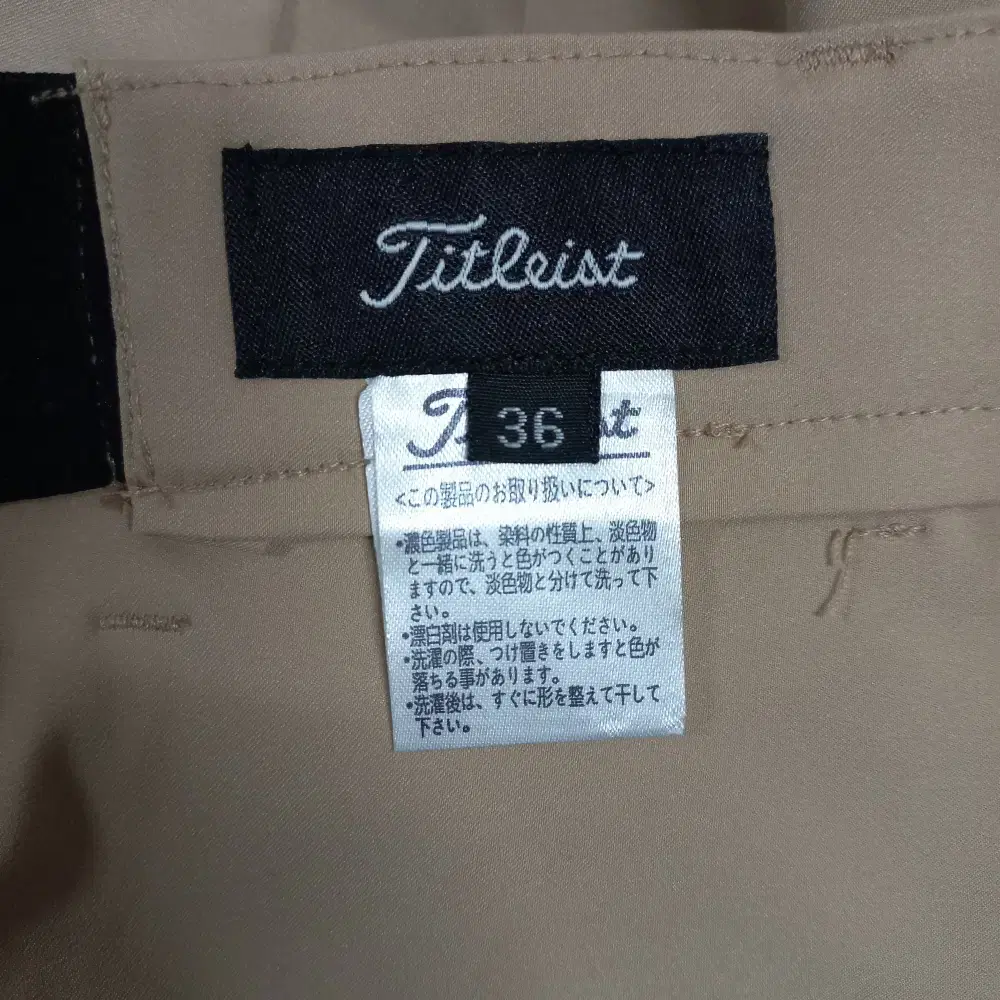 Titleist
36
<この製品のお取り扱いについて>
•濃色製品は、染料の性質上、淡色物
と一緒に洗うと色がつくことがあり
ますので、淡色物と分けて洗って下
さい。
•漂白剤は使用しないでください。
•洗濯の際、つけ置きをしますと色が
落ちる事があります。
•洗濯後は、すぐに形を整えて干して
下さい。